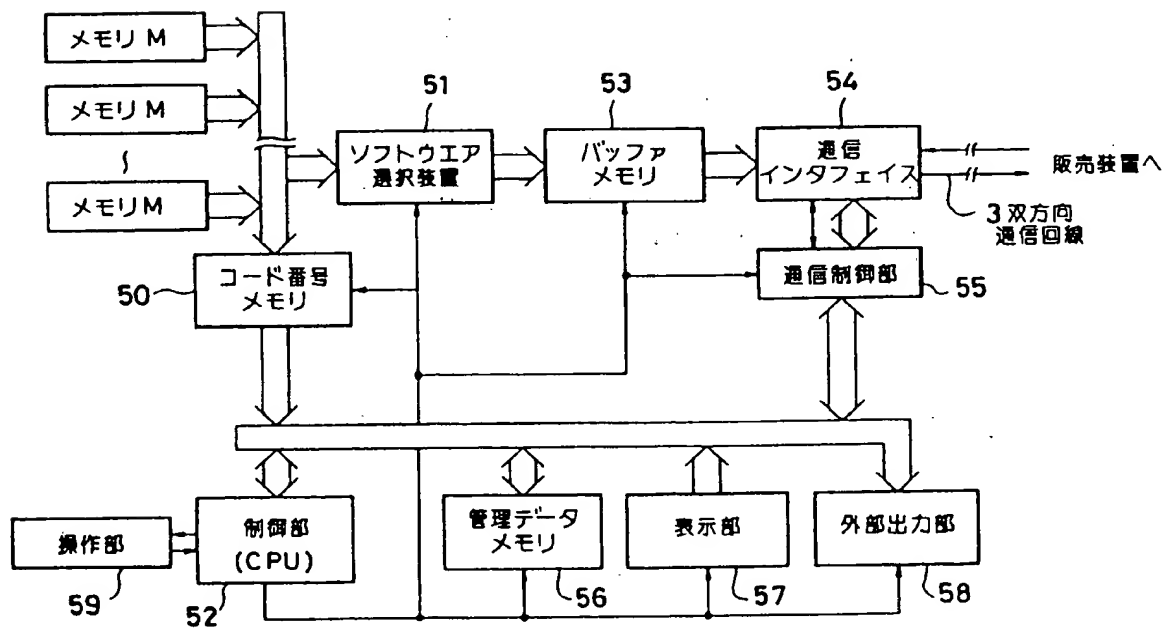 メモリ M
メモリ M
メモリ M
51
ソフトウエア
選択装置
53
バッファ
メモリ
54
通信
インタフェイス
販売装置へ
3双方向
通信回線
50
コード番号
メモリ
通信制御部
55
操作部
59
制御部
(CPU)
52
管理データ
メモリ
56
表示部
57
外部出力部
58